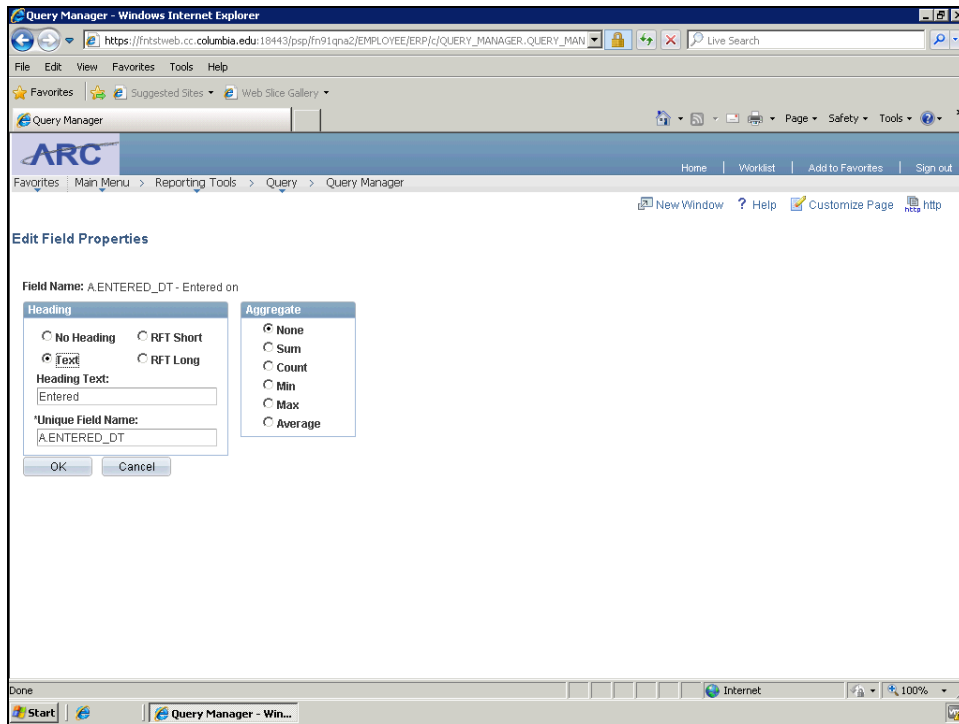 Query Manager - Windows Internet Explorer
https://fntstweb.cc.columbia.edu:18443/psp/fn91qna2/EMPLOYEE/ERP/c/QUERY_MANAGER.QUERY_MAN
Live Search
File Edit View Favorites Tools Help
Favorites Suggested Sites Web Slice Gallery
Query Manager Page Safety Tools
ARC
Home | Worklist | Add to Favorites | Sign out
Favorites Main Menu > Reporting Tools > Query > Query Manager
New Window ? Help Customize Page http
Edit Field Properties
Field Name: A.ENTERED_DT - Entered on
Heading
No Heading RFT Short
Text RFT Long
Heading Text:
Entered
*Unique Field Name:
A.ENTERED_DT
OK Cancel
Aggregate
None
Sum
Count
Min
Max
Average
Done Internet 100%
Start Query Manager - Win...